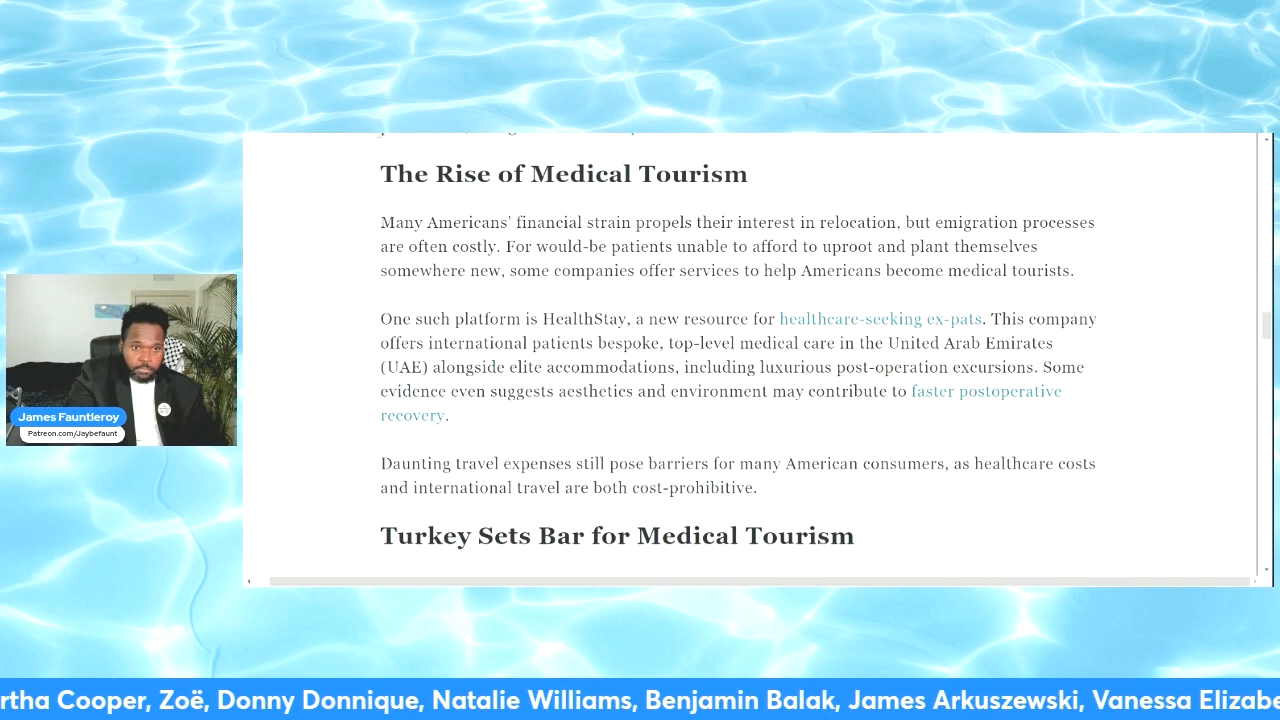 The Rise of Medical Tourism
Many Americans' financial strain propels their interest in relocation, but emigration processes
are often costly. For would-be patients unable to afford to uproot and plant themselves
somewhere new, some companies offer services to help Americans become medical tourists.
One such platform is HealthStay, a new resource for healthcare-seeking ex-pats. This company
offers international patients bespoke, top-level medical care in the United Arab Emirates
(UAE) alongside elite accommodations, including luxurious post-operation excursions. Some
evidence even suggests aesthetics and environment may contribute to faster postoperative
recovery.
Daunting travel expenses still pose barriers for many American consumers, as healthcare costs
and international travel are both cost-prohibitive.
Turkey Sets Bar for Medical Tourism
James Fauntleroy
Patreon.com/Jaybefaunt
rtha Cooper, Zoë, Donny Donnique, Natalie Williams, Benjamin Balak, James Arkuszewski, Vanessa Elizabe